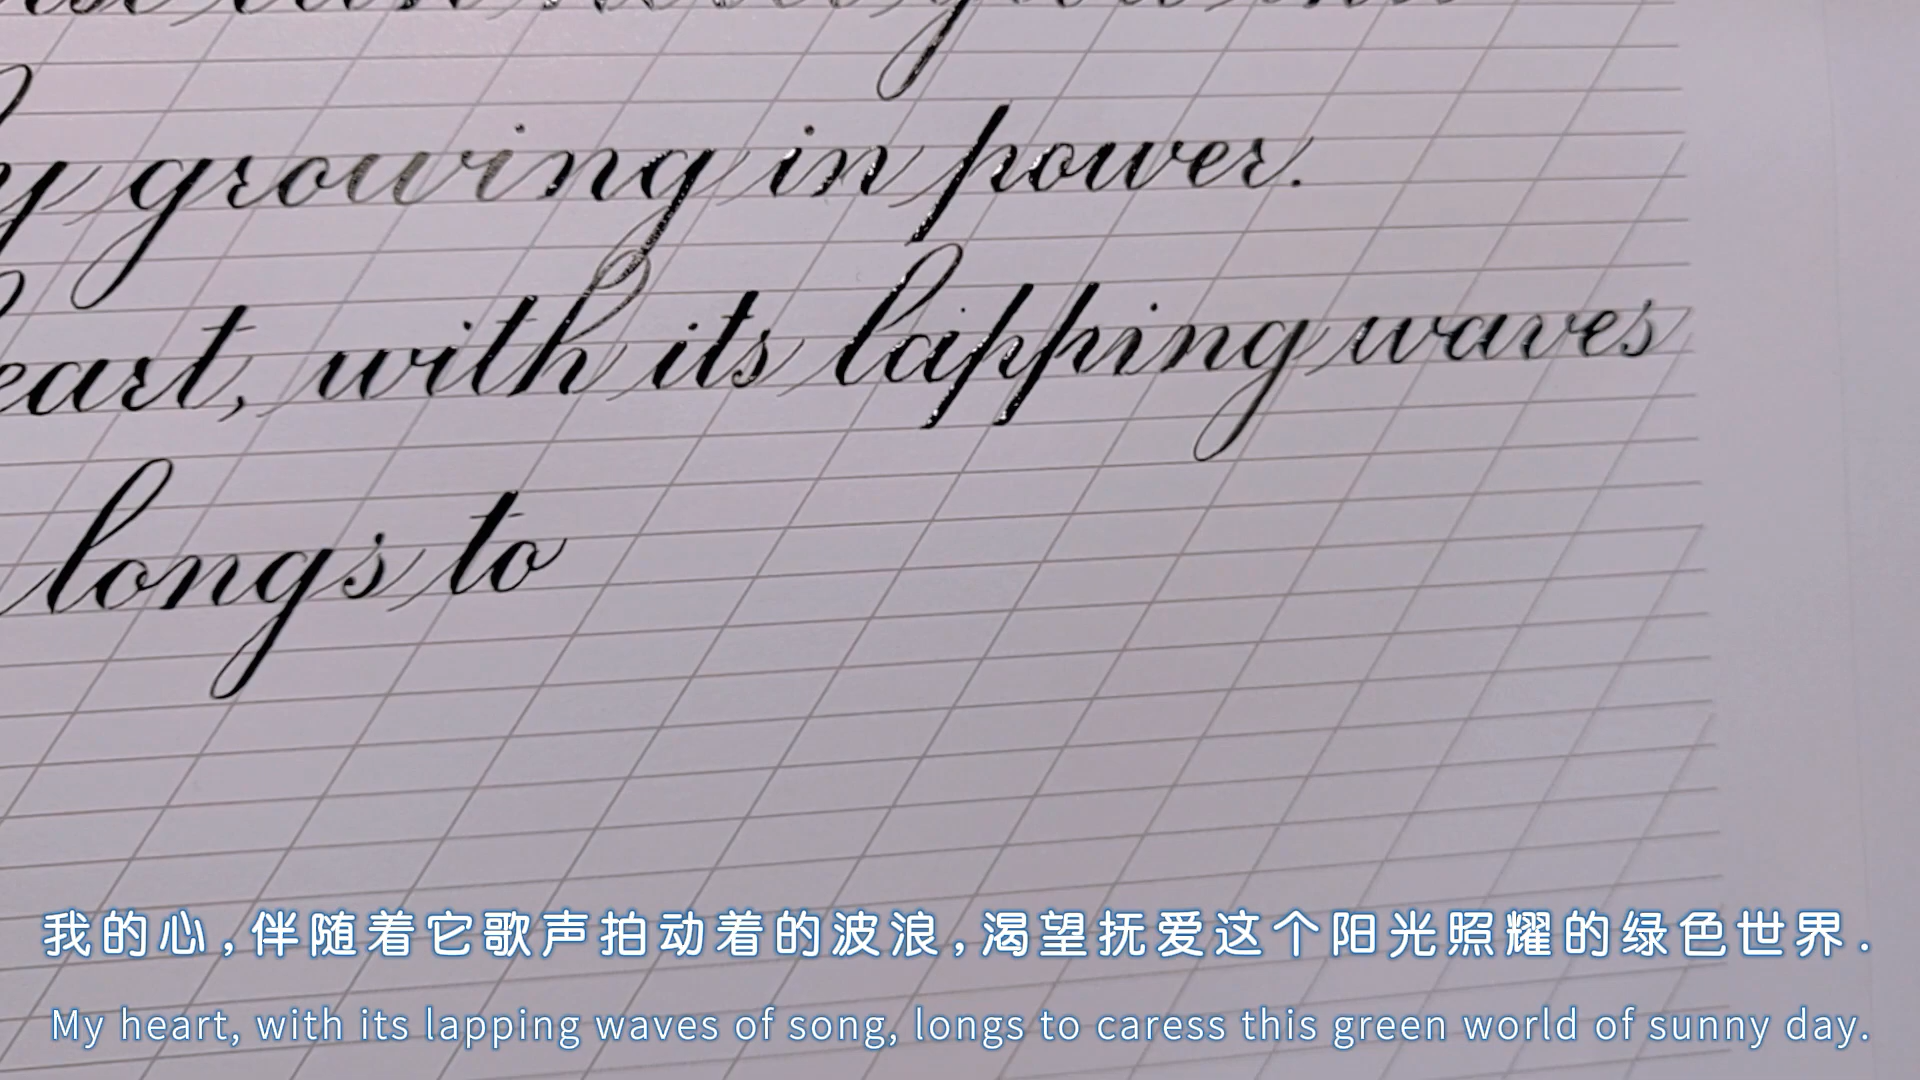 growing in power.
eart, with its lapping waves
longs to
我的心,伴随着它歌声拍动着的波浪,渴望抚爱这个阳光照耀的绿色世界.
My heart, with its lapping waves of song, longs to caress this green world of sunny day.